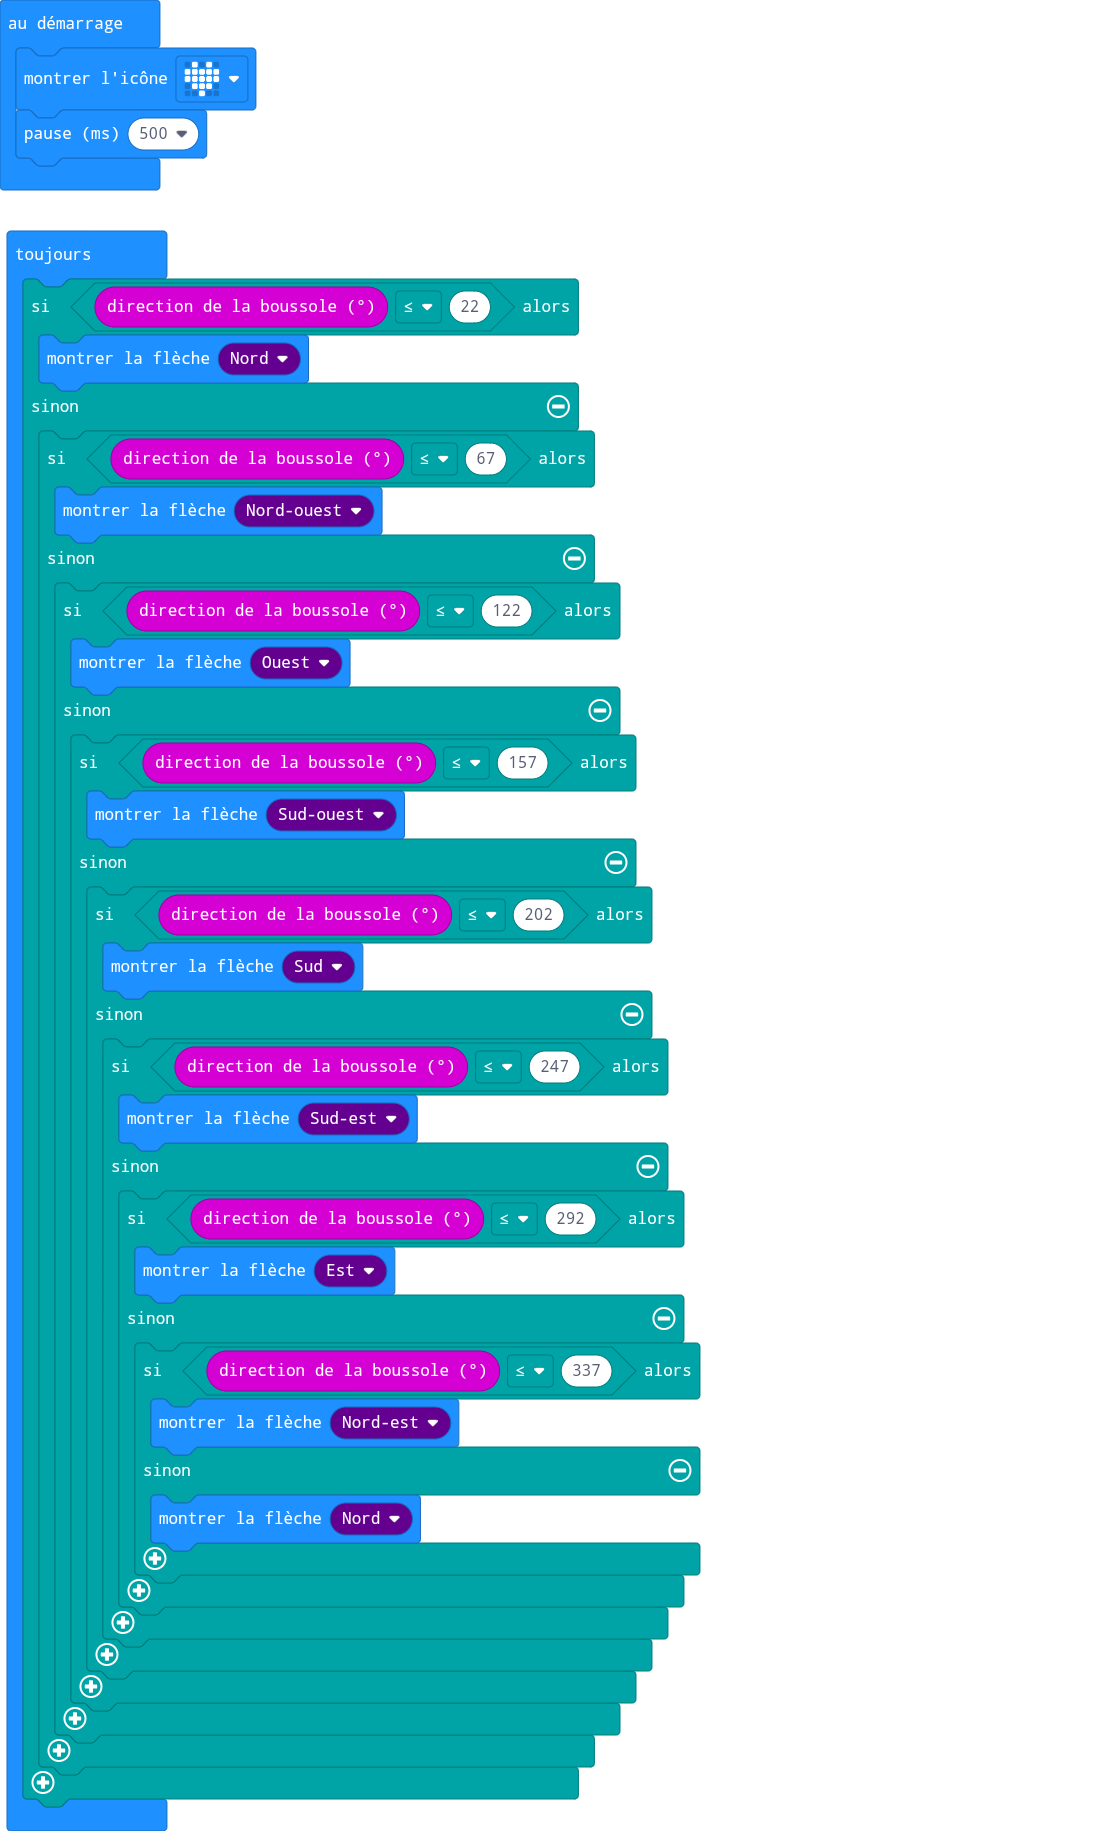 au démarrage
montrer l'icône
pause (ms) 500
toujours
si direction de la boussole (°) ≤ 22 alors
montrer la flèche Nord
sinon
si direction de la boussole (°) ≤ 67 alors
montrer la flèche Nord-ouest
sinon
si direction de la boussole (°) ≤ 122 alors
montrer la flèche Ouest
sinon
si direction de la boussole (°) ≤ 157 alors
montrer la flèche Sud-ouest
sinon
si direction de la boussole (°) ≤ 202 alors
montrer la flèche Sud
sinon
si direction de la boussole (°) ≤ 247 alors
montrer la flèche Sud-est
sinon
si direction de la boussole (°) ≤ 292 alors
montrer la flèche Est
sinon
si direction de la boussole (°) ≤ 337 alors
montrer la flèche Nord-est
sinon
montrer la flèche Nord